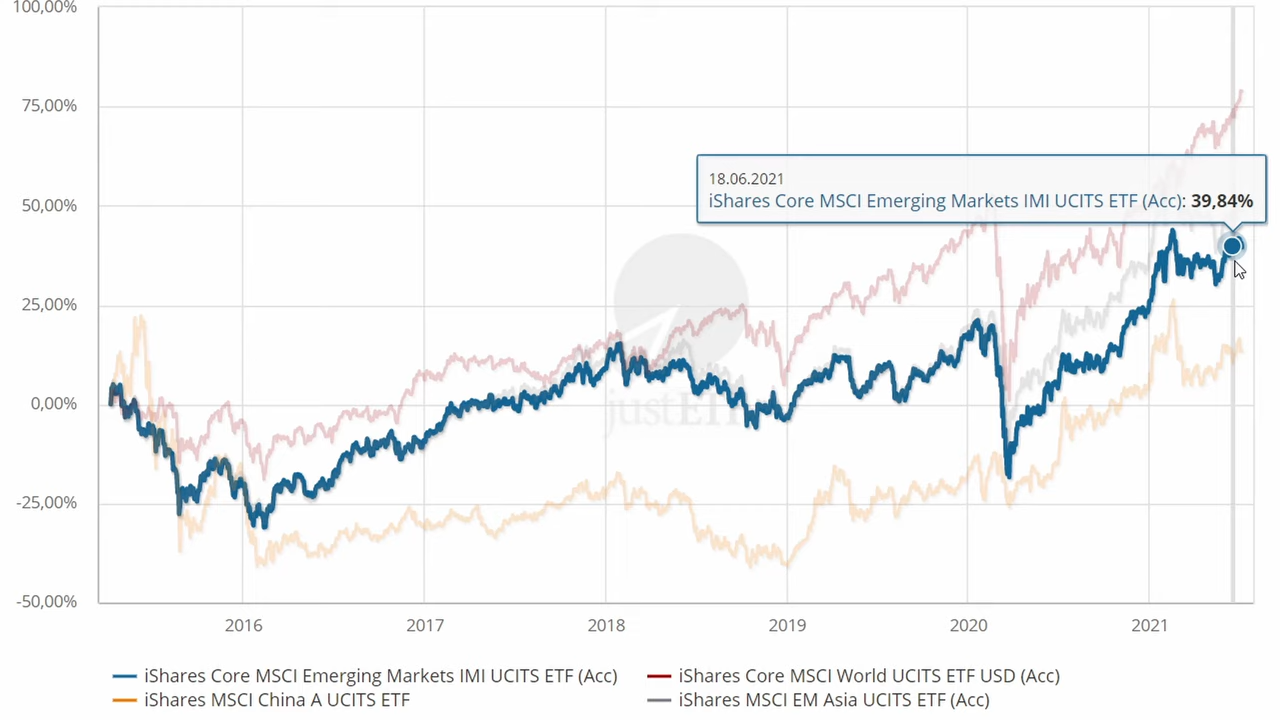 100,00%
75,00%
50,00%
25,00%
0,00%
-25,00%
-50,00%
18.06.2021
iShares Core MSCI Emerging Markets IMI UCITS ETF (Acc): 39,84%
justETF
2016 2017 2018 2019 2020 2021
iShares Core MSCI Emerging Markets IMI UCITS ETF (Acc) iShares Core MSCI World UCITS ETF USD (Acc)
iShares MSCI China A UCITS ETF iShares MSCI EM Asia UCITS ETF (Acc)